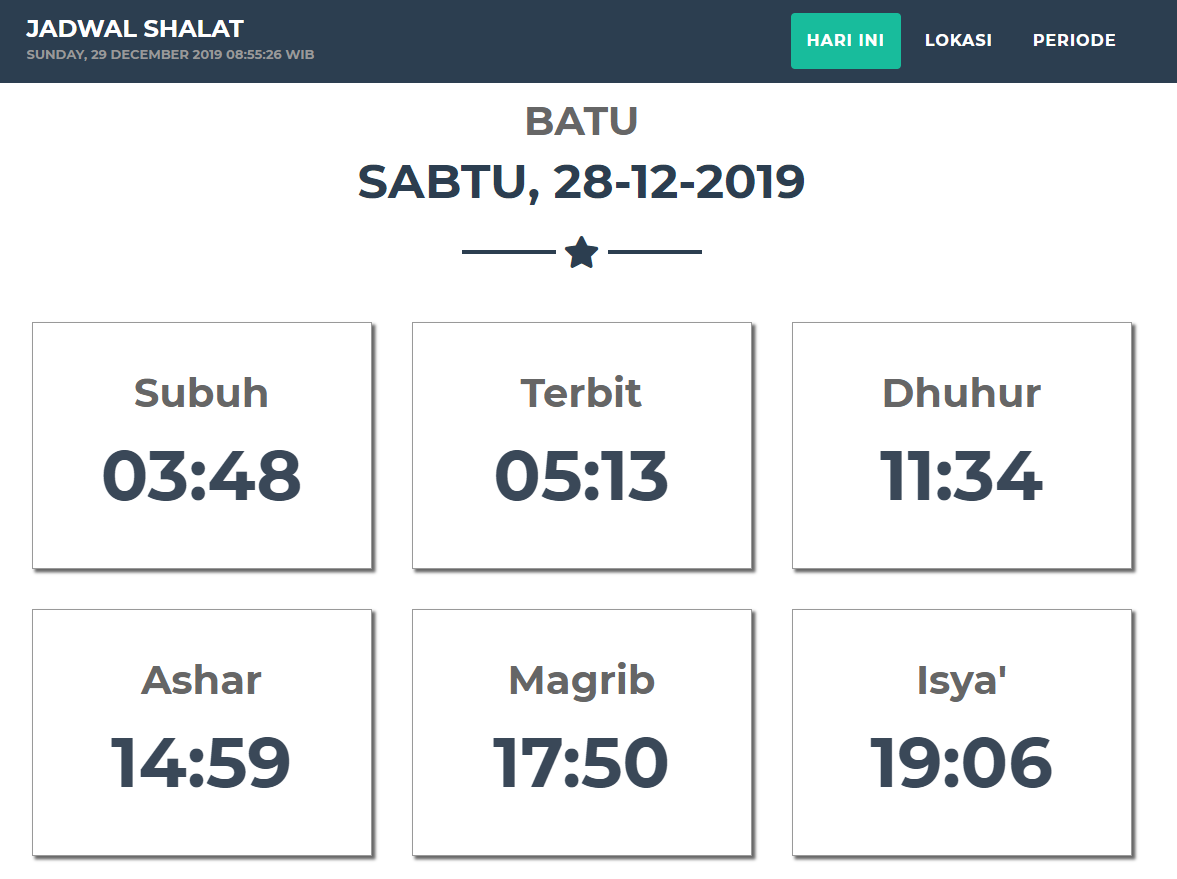 JADWAL SHALAT
SUNDAY, 29 DECEMBER 2019 08:55:26 WIB
HARI INI
LOKASI
PERIODE
BATU
SABTU, 28-12-2019
Subuh
03:48
Terbit
05:13
Dhuhur
11:34
Ashar
14:59
Magrib
17:50
Isya'
19:06